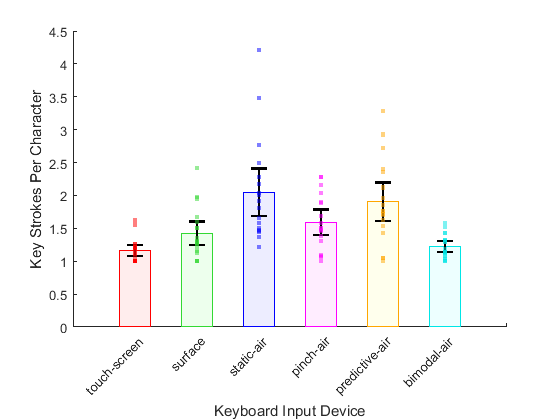 Key Strokes Per Character
4.5
4
3.5
3
2.5
2
1.5
1
0.5
0
touch-screen
surface
static-air
pinch-air
predictive-air
bimodal-air
Keyboard Input Device